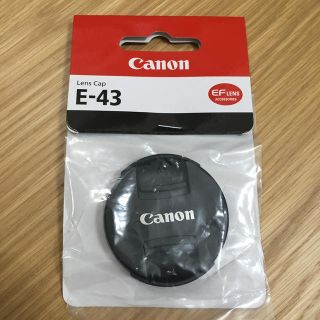 Canon
Lens Cap
E-43
EF LENS
ACCESSORIES
Canon